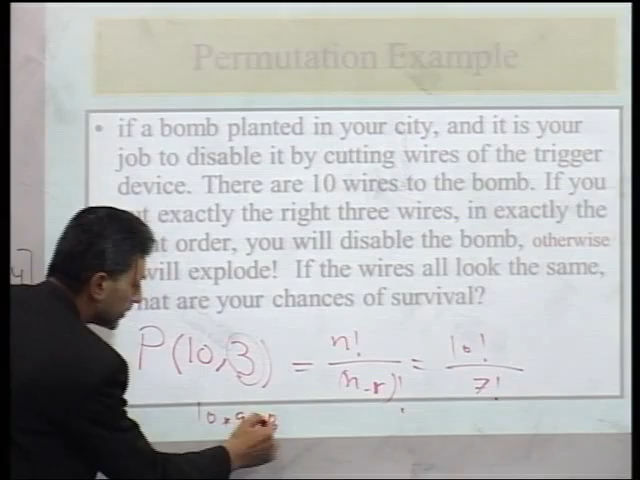 Permutation Example
• if a bomb planted in your city, and it is your
job to disable it by cutting wires of the trigger
device. There are 10 wires to the bomb. If you
exactly the right three wires, in exactly the
order, you will disable the bomb, otherwise
will explode! If the wires all look the same,
are your chances of survival?
P(10,3) = n! / (n-r)! = 10! / 7!
10 * 9 *